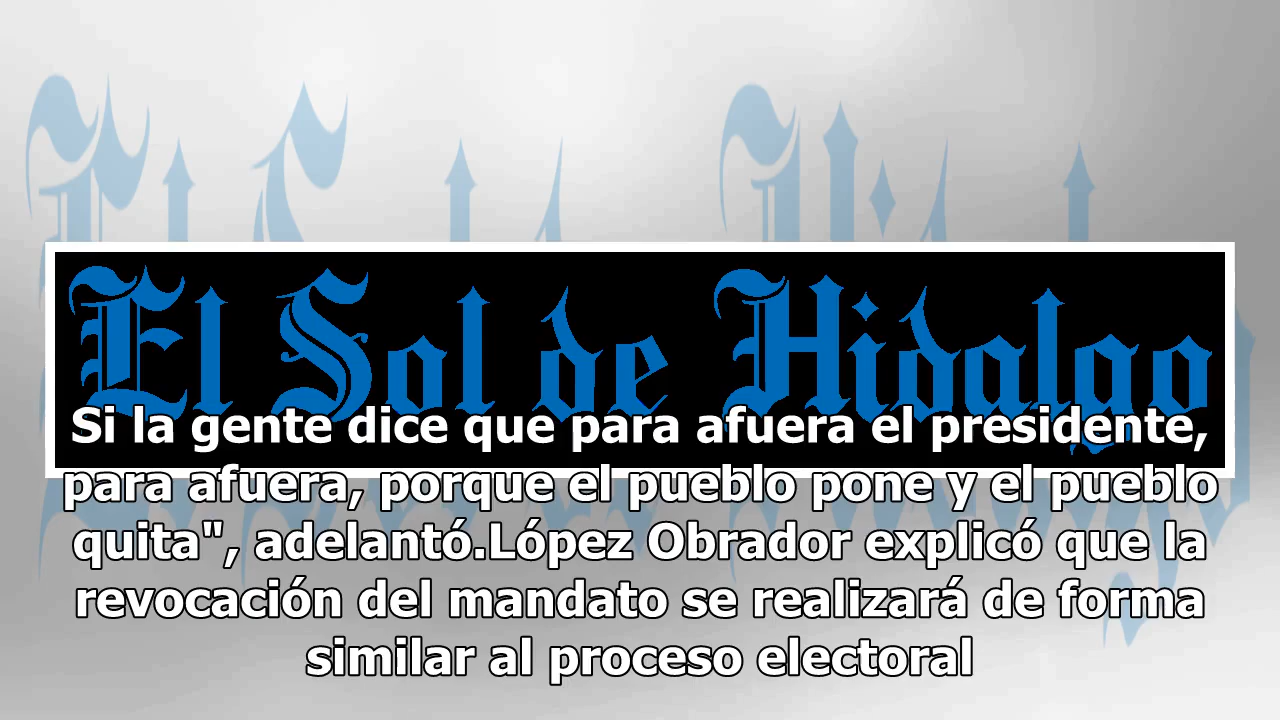 El Sol de Hidalgo
Si la gente dice que para afuera el presidente,
para afuera, porque el pueblo pone y el pueblo
quita", adelantó.López Obrador explicó que la
revocación del mandato se realizará de forma
similar al proceso electoral